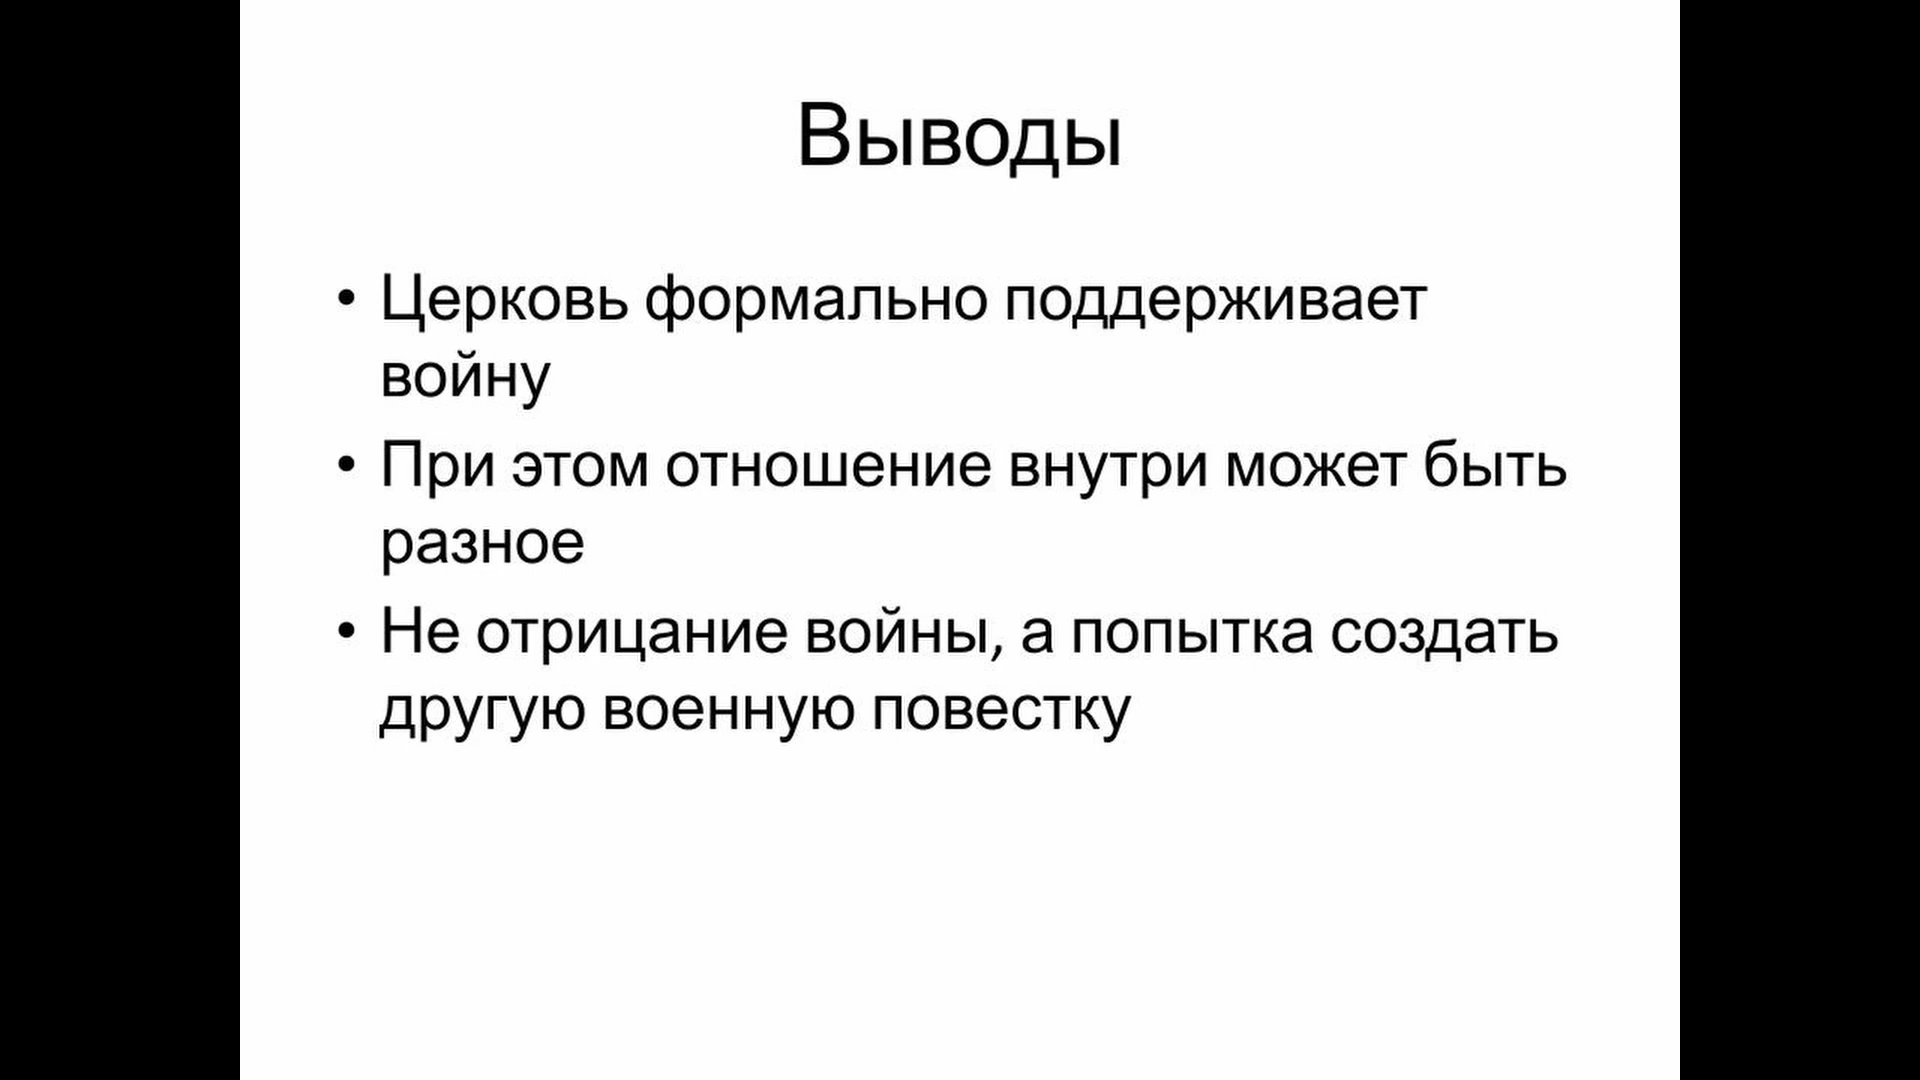 Выводы
• Церковь формально поддерживает
войну
• При этом отношение внутри может быть
разное
• Не отрицание войны, а попытка создать
другую военную повестку